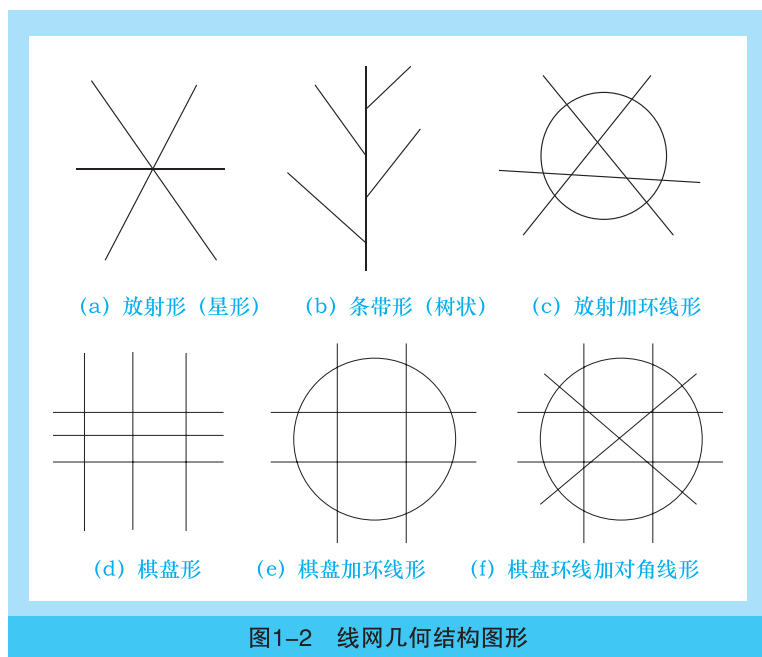 （a）放射形（星形）
（b）条带形（树状）
（c）放射加环线形
（d）棋盘形
（e）棋盘加环线形
（f）棋盘环线加对角线形
图1-2 线网几何结构图形